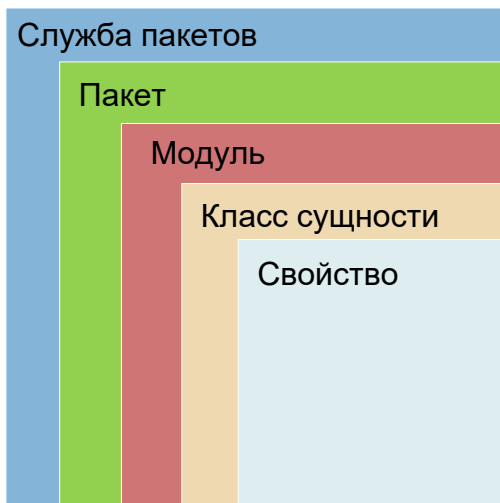 Служба пакетов
Пакет
Модуль
Класс сущности
Свойство